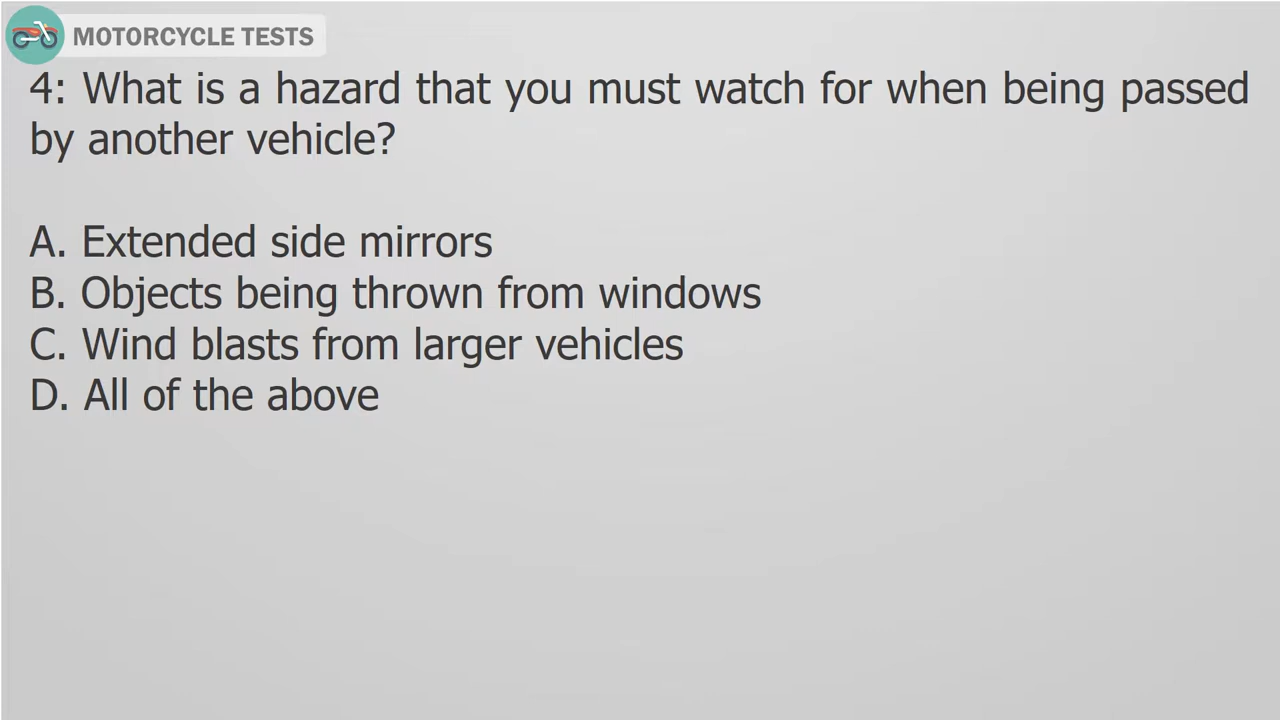 MOTORCYCLE TESTS
4: What is a hazard that you must watch for when being passed
by another vehicle?
A. Extended side mirrors
B. Objects being thrown from windows
C. Wind blasts from larger vehicles
D. All of the above